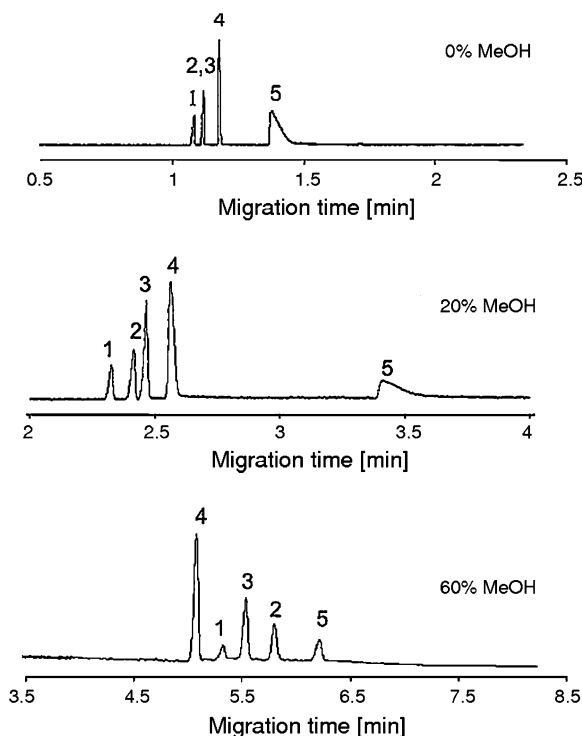 4
0% MeOH
2,3
1
5
0.5 1 1.5 2 2.5
Migration time [min]
4
3
20% MeOH
1 2
5
2 2.5 3 3.5 4
Migration time [min]
4
3
60% MeOH
1 2 5
3.5 4.5 5.5 6.5 7.5 8.5
Migration time [min]